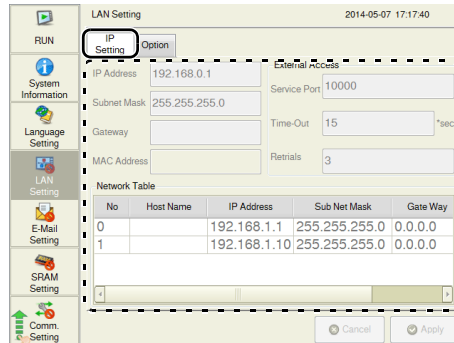 LAN Setting 2014-05-07 17:17:40
RUN
System
Information
Language
Setting
LAN
Setting
E-Mail
Setting
SRAM
Setting
Comm.
Setting
IP
Setting
Option
IP Address 192.168.0.1
Subnet Mask 255.255.255.0
Gateway
MAC Address
External Access
Service Port 10000
Time-Out 15 *sec
Retrials 3
Network Table
No Host Name IP Address Sub Net Mask Gate Way
0 192.168.1.1 255.255.255.0 0.0.0.0
1 192.168.1.10 255.255.255.0 0.0.0.0
Cancel Apply